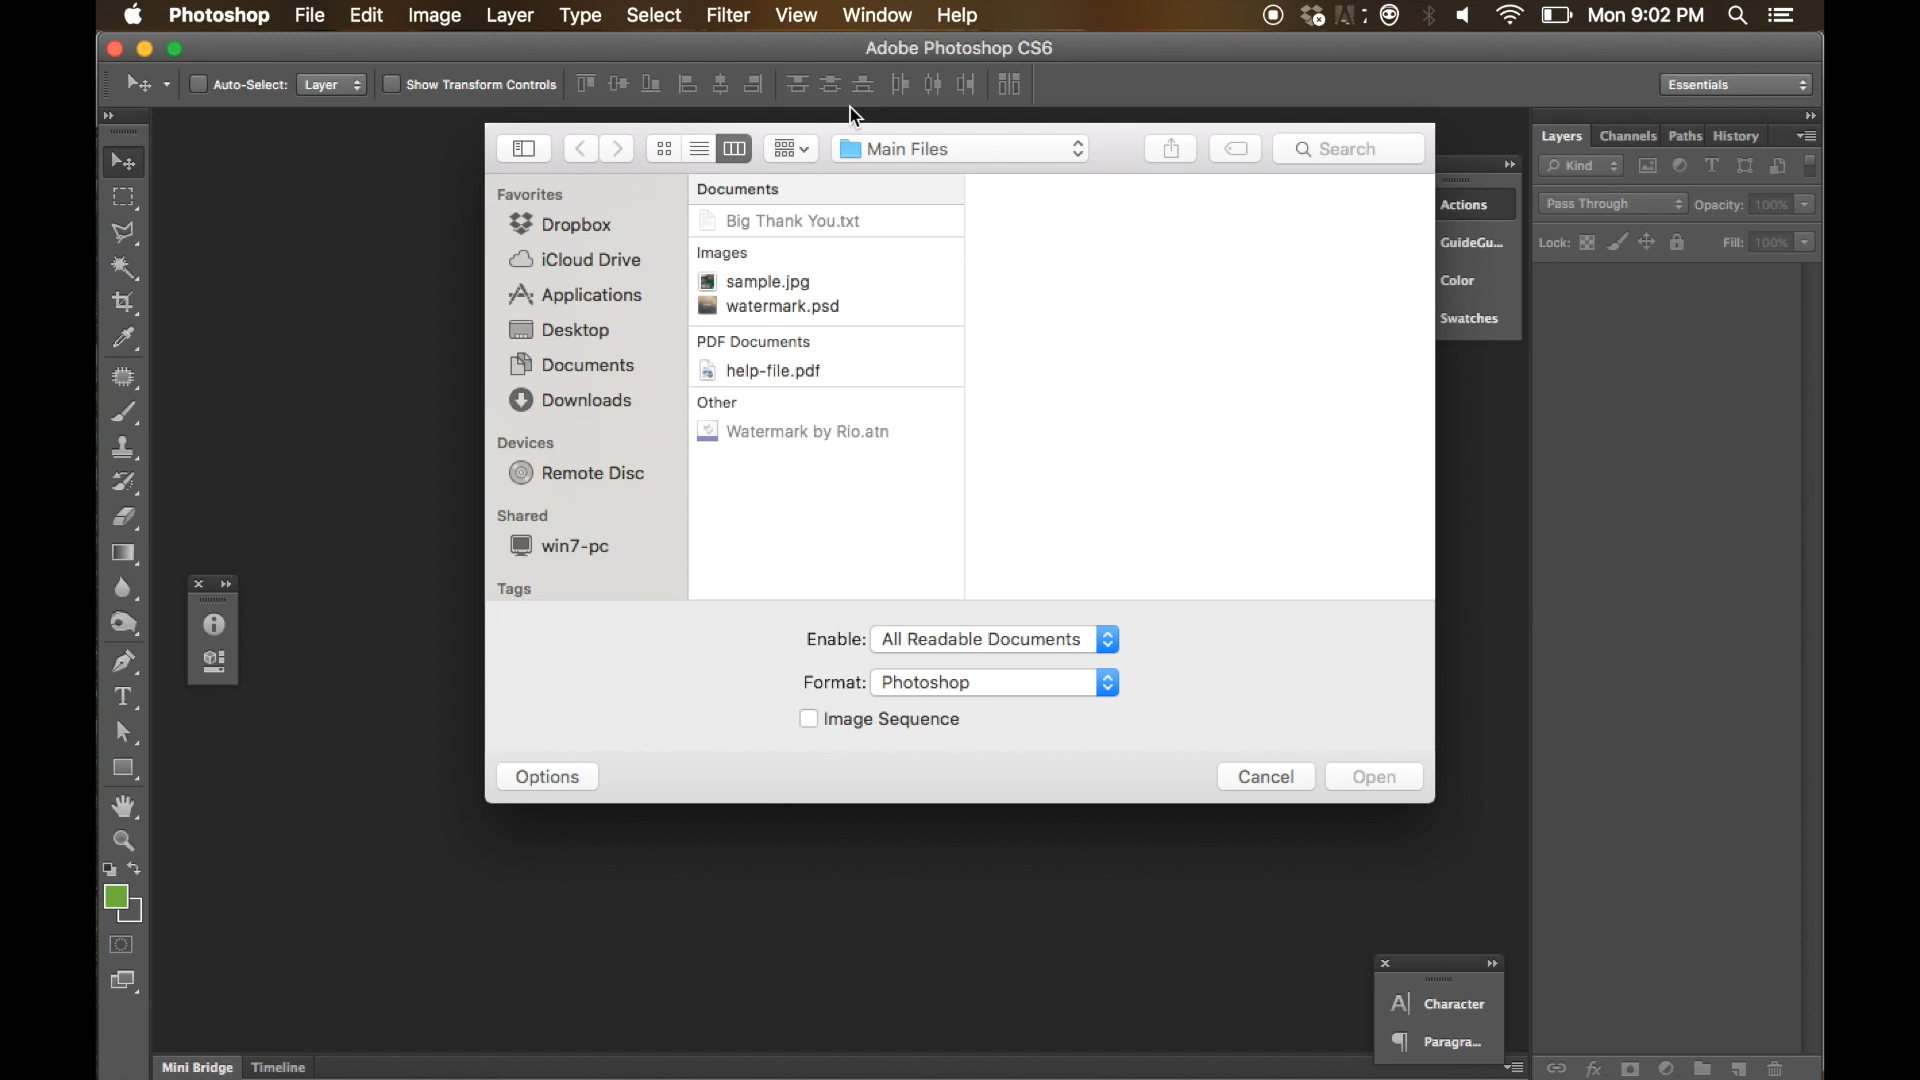 Photoshop File Edit Image Layer Type Select Filter View Window Help Mon 9:02 PM
Adobe Photoshop CS6
Auto-Select: Layer Show Transform Controls Essentials
Main Files Search
Layers Channels Paths History
Kind
Pass Through Opacity: 100%
Lock: Fill: 100%
Actions
GuideGu...
Color
Swatches
Favorites
Dropbox
iCloud Drive
Applications
Desktop
Documents
Downloads
Devices
Remote Disc
Shared
win7-pc
Tags
Documents
Big Thank You.txt
Images
sample.jpg
watermark.psd
PDF Documents
help-file.pdf
Other
Watermark by Rio.atn
Enable: All Readable Documents
Format: Photoshop
Image Sequence
Options Cancel Open
Character
Paragra...
Mini Bridge Timeline